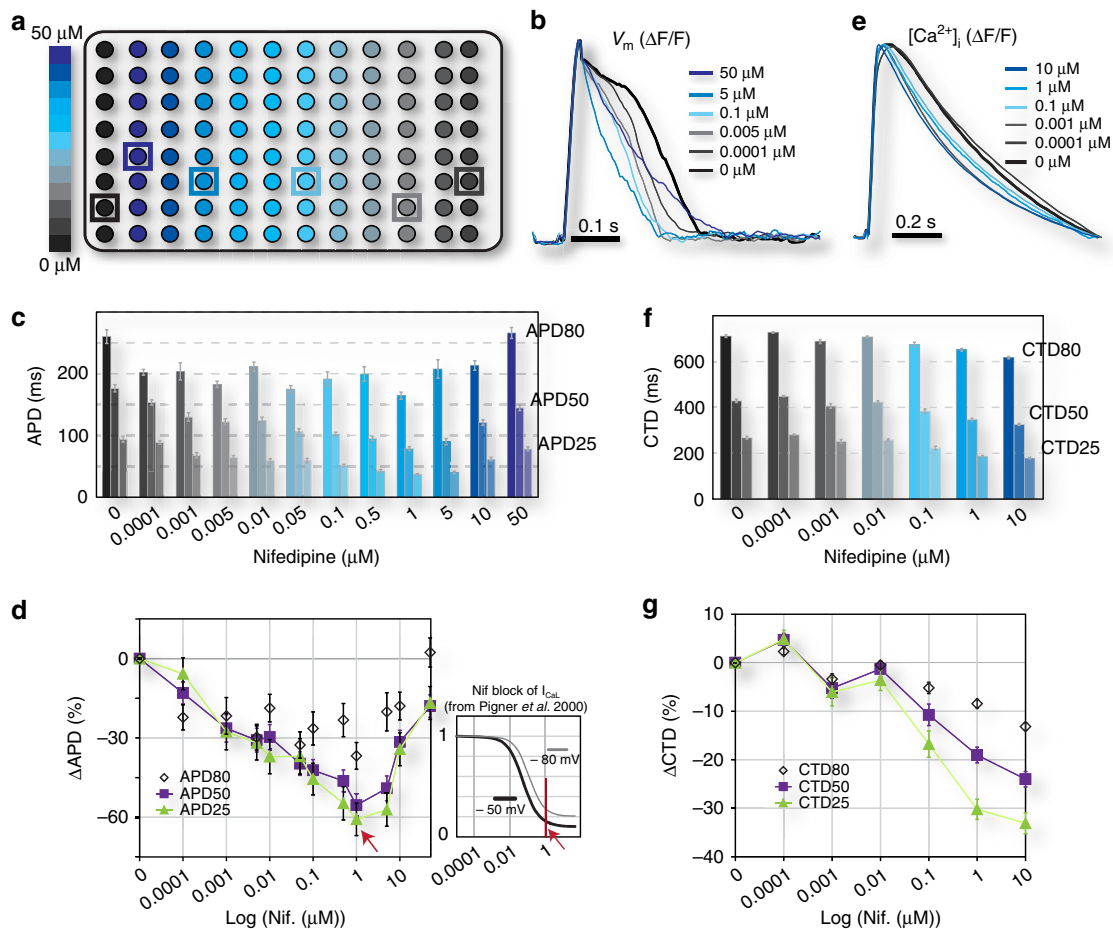 a
50 μM
0 μM
b
Vm (ΔF/F)
50 μM
5 μM
0.1 μM
0.005 μM
0.0001 μM
0 μM
0.1 s
e
[Ca2+]i (ΔF/F)
10 μM
1 μM
0.1 μM
0.001 μM
0.0001 μM
0 μM
0.2 s
c
APD80
APD50
APD25
APD (ms)
200
100
0
0 0.0001 0.001 0.005 0.01 0.05 0.1 0.5 1 5 10 50
Nifedipine (μM)
f
CTD80
CTD50
CTD25
CTD (ms)
600
400
200
0
0 0.0001 0.001 0.01 0.1 1 10
Nifedipine (μM)
d
ΔAPD (%)
0
−30
−60
APD80
APD50
APD25
0 0.0001 0.001 0.01 0.1 1 10
Log (Nif. (μM))
Nif block of ICaL
(from Pigner et al. 2000)
1
0
− 80 mV
− 50 mV
0.0001 0.01 1
g
ΔCTD (%)
10
0
−10
−20
−30
−40
CTD80
CTD50
CTD25
0 0.0001 0.001 0.01 0.1 1 10
Log (Nif. (μM))